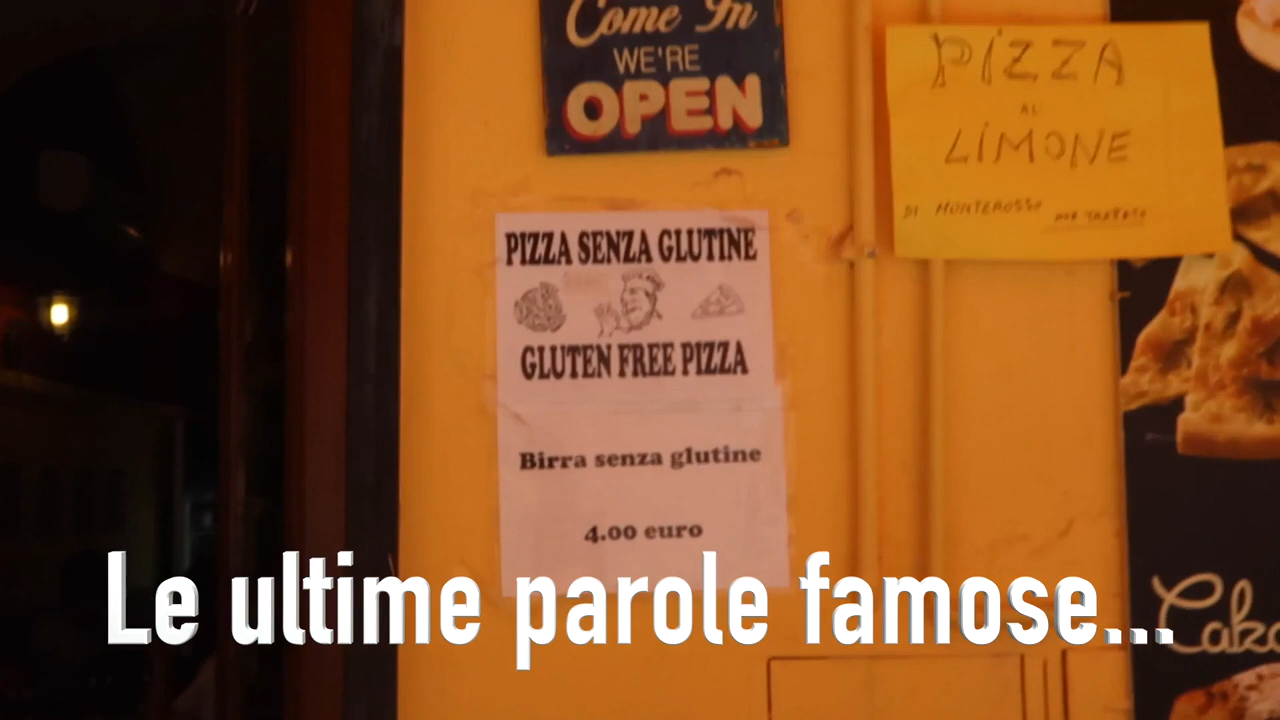 Come In
WE'RE
OPEN
PIZZA
AL
LIMONE
DI MONTEROSSO
PIZZA SENZA GLUTINE
GLUTEN FREE PIZZA
Birra senza glutine
4.00 euro
Le ultime parole famose...
Calzo